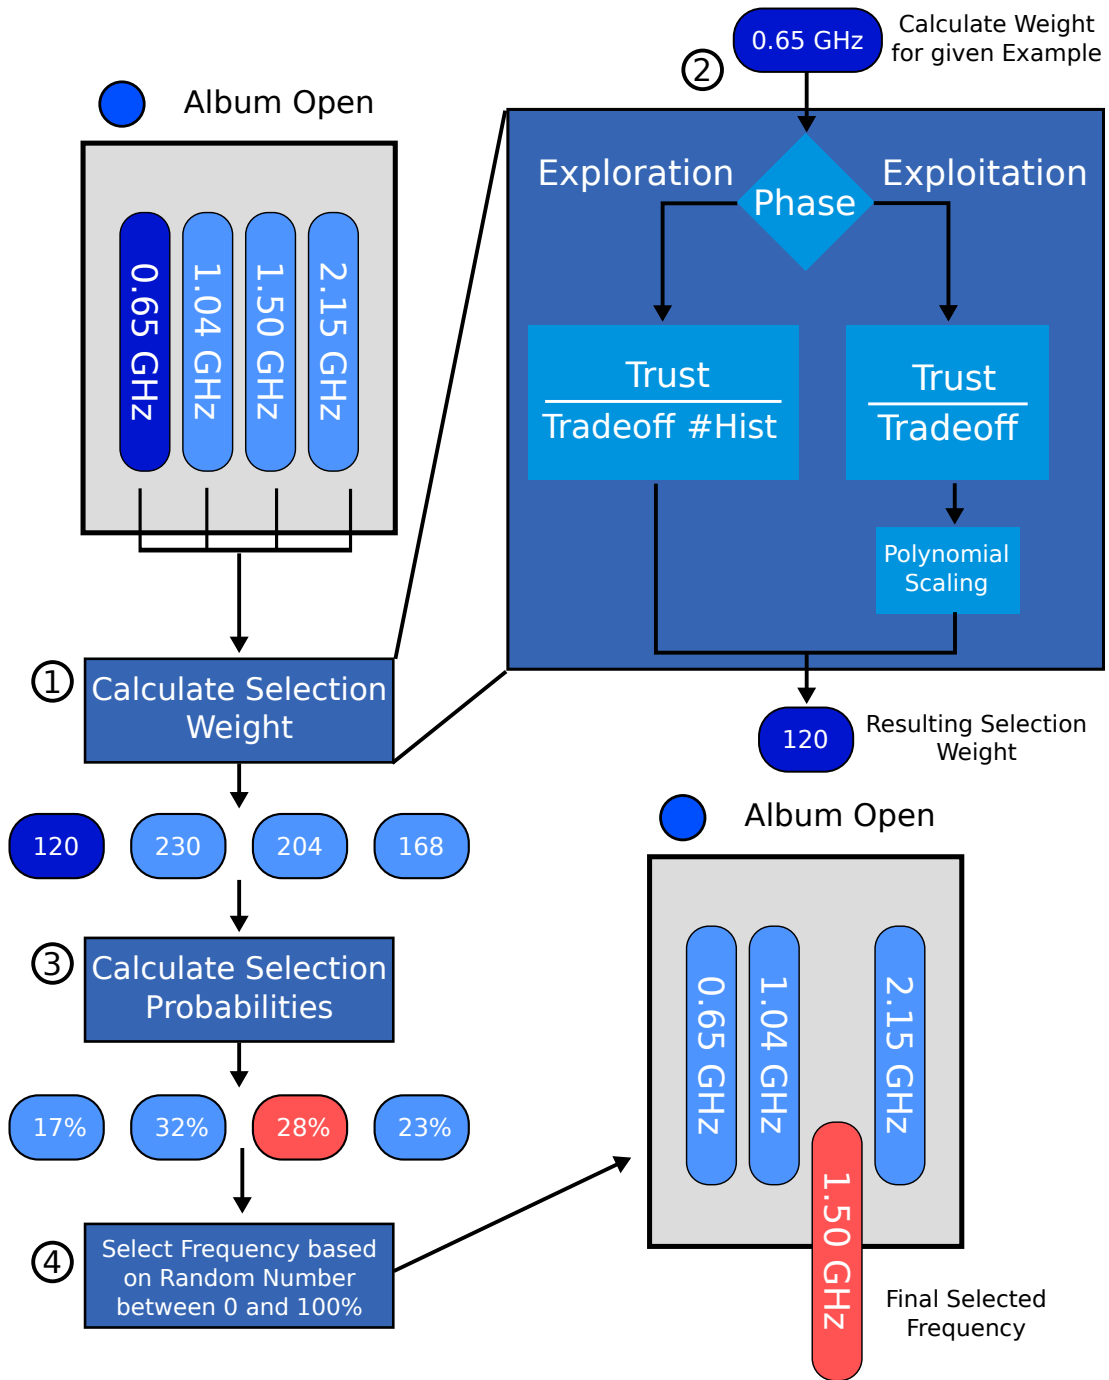 0.65 GHz
Calculate Weight
for given Example
2
Album Open
Exploration
Exploitation
Phase
0.65 GHz
1.04 GHz
1.50 GHz
2.15 GHz
Trust
Tradeoff #Hist
Trust
Tradeoff
Polynomial
Scaling
1
Calculate Selection
Weight
120
Resulting Selection
Weight
120
230
204
168
3
Calculate Selection
Probabilities
17%
32%
28%
23%
4
Select Frequency based
on Random Number
between 0 and 100%
Album Open
0.65 GHz
1.04 GHz
1.50 GHz
2.15 GHz
Final Selected
Frequency